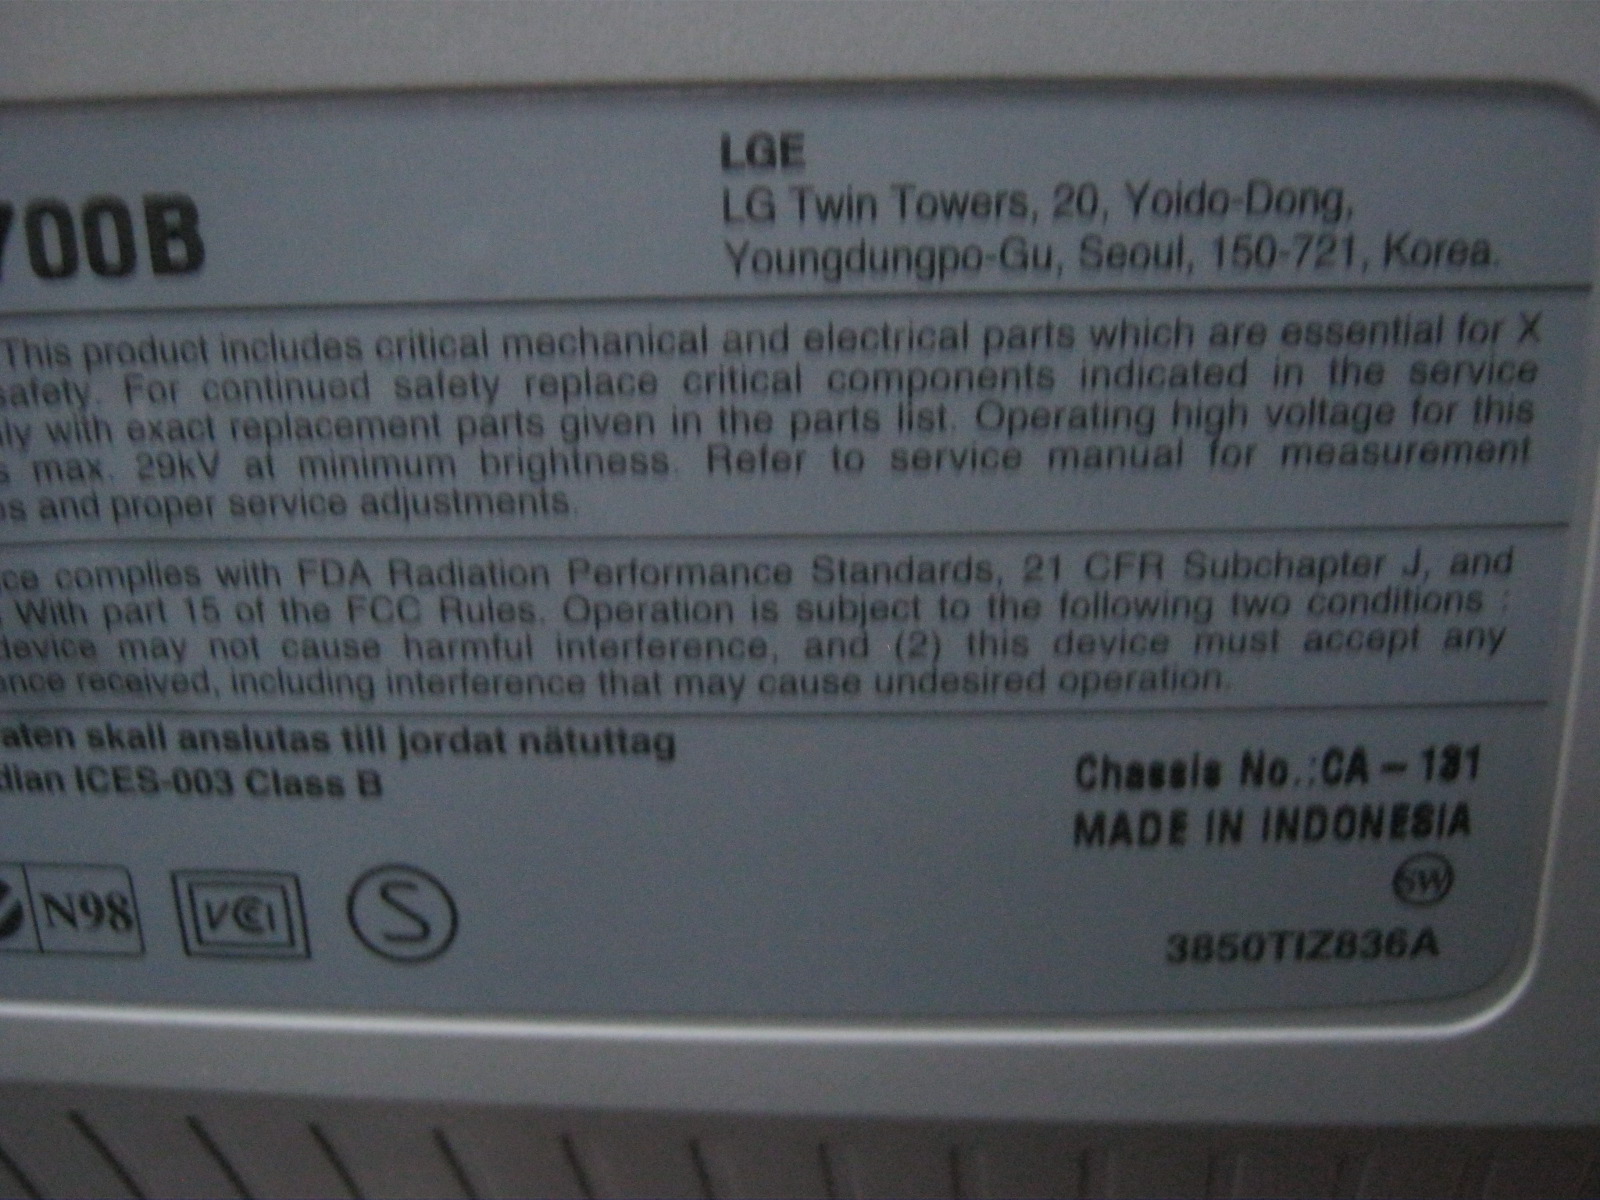 700B
LGE
LG Twin Towers, 20, Yoido-Dong,
Youngdungpo-Gu, Seoul, 150-721, Korea.
This product includes critical mechanical and electrical parts which are essential for X
safety. For continued safety replace critical components indicated in the service
with exact replacement parts given in the parts list. Operating high voltage for this
max. 29kV at minimum brightness. Refer to service manual for measurement
and proper service adjustments.
complies with FDA Radiation Performance Standards, 21 CFR Subchapter J, and
With part 15 of the FCC Rules. Operation is subject to the following two conditions :
device may not cause harmful interference, and (2) this device must accept any
received, including interference that may cause undesired operation.
skall anslutas till jordat nätuttag
ICES-003 Class B
Chassis No.:CA-131
MADE IN INDONESIA
N98
VCCI
S
SW
3850TIZ836A